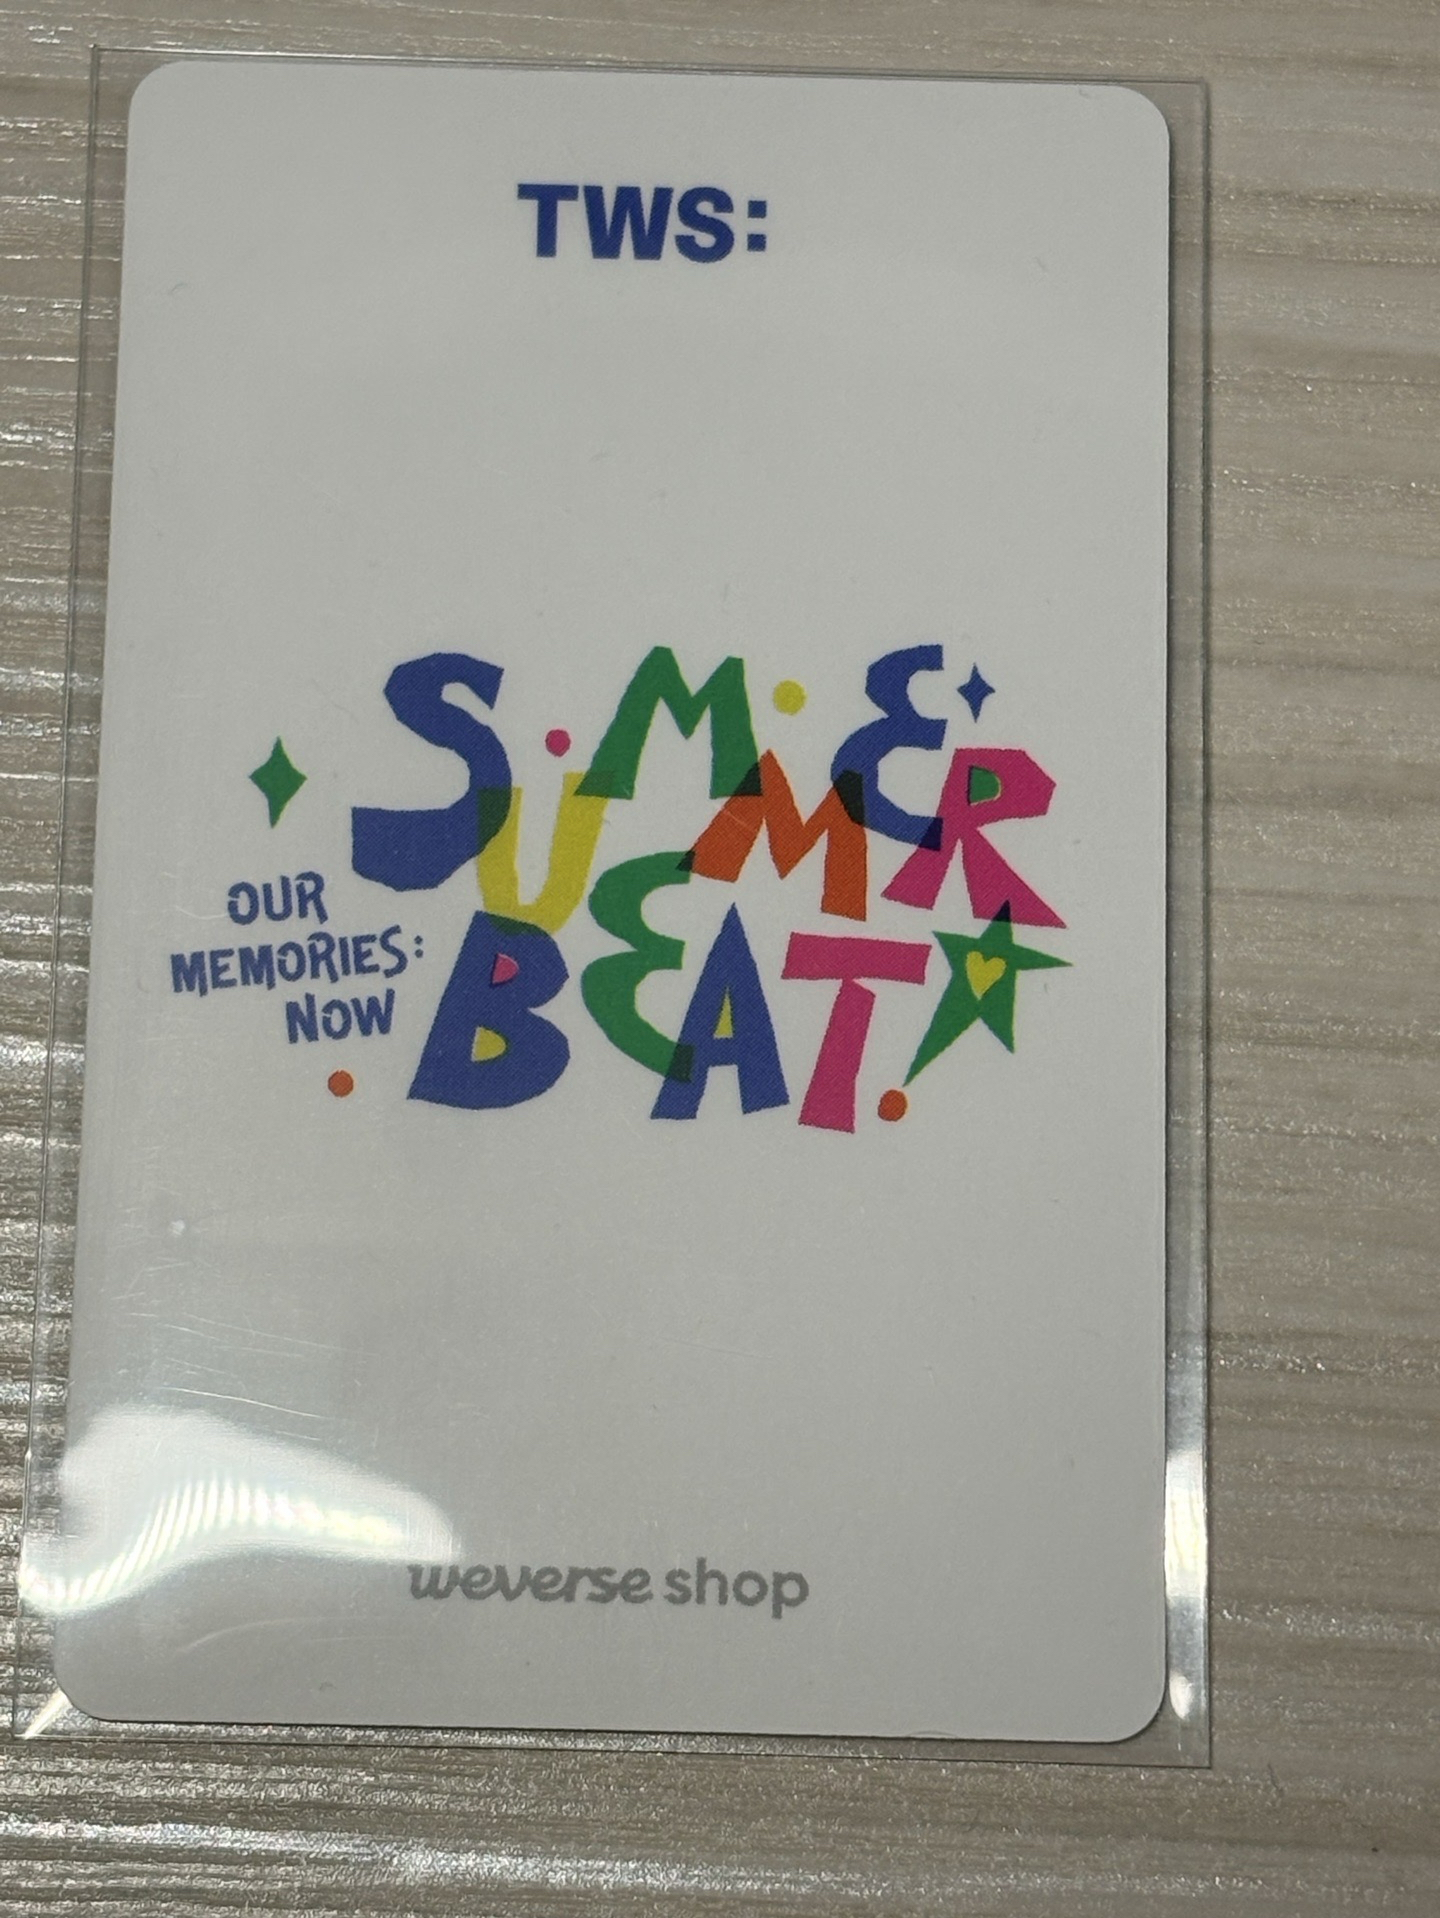 TWS:
SUMMER
BEAT
OUR
MEMORIES:
NOW
weverse shop